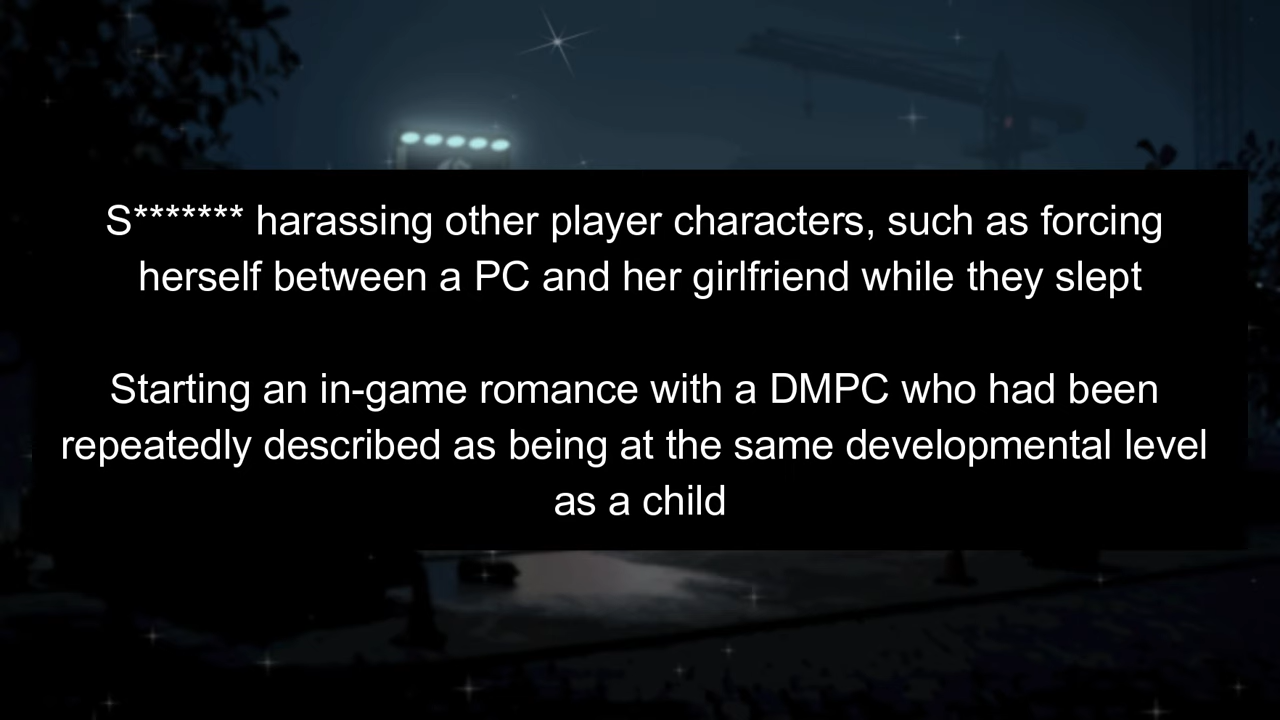 S******* harassing other player characters, such as forcing
herself between a PC and her girlfriend while they slept
Starting an in-game romance with a DMPC who had been
repeatedly described as being at the same developmental level
as a child